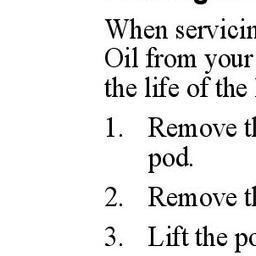 When servicin
Oil from your
the life of the
1. Remove th
pod.
2. Remove th
3. Lift the po